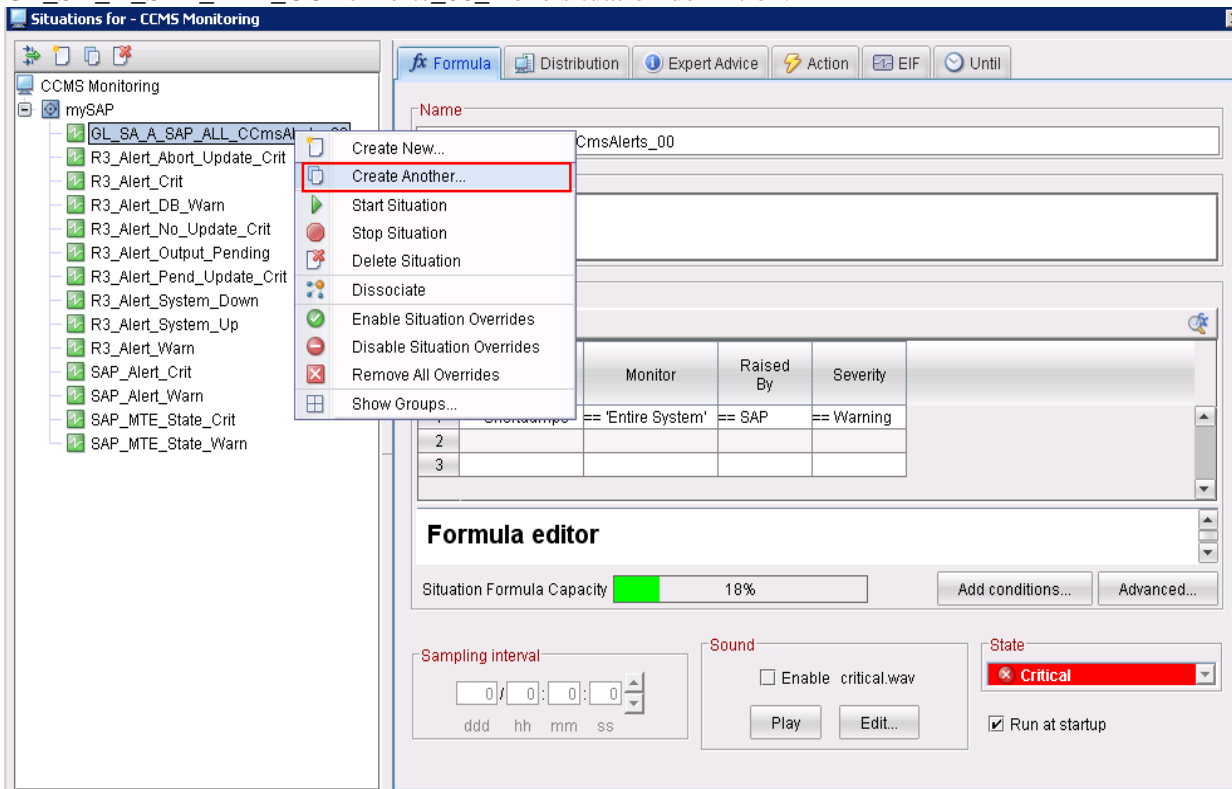 Situations for - CCMS Monitoring
CCMS Monitoring
mySAP
GL_SA_A_SAP_ALL_CCmsAlerts_00
R3_Alert_Abort_Update_Crit
R3_Alert_Crit
R3_Alert_DB_Warn
R3_Alert_No_Update_Crit
R3_Alert_Output_Pending
R3_Alert_Pend_Update_Crit
R3_Alert_System_Down
R3_Alert_System_Up
R3_Alert_Warn
SAP_Alert_Crit
SAP_Alert_Warn
SAP_MTE_State_Crit
SAP_MTE_State_Warn
Create New...
Create Another...
Start Situation
Stop Situation
Delete Situation
Dissociate
Enable Situation Overrides
Disable Situation Overrides
Remove All Overrides
Show Groups...
fx Formula Distribution Expert Advice Action EIF Until
Name
CmsAlerts_00
Monitor Raised By Severity
== 'Entire System' == SAP == Warning
2
3
Formula editor
Situation Formula Capacity 18% Add conditions... Advanced...
Sampling interval
0 / 0 : 0 : 0
ddd hh mm ss
Sound
Enable critical.wav
Play Edit...
State
Critical
Run at startup